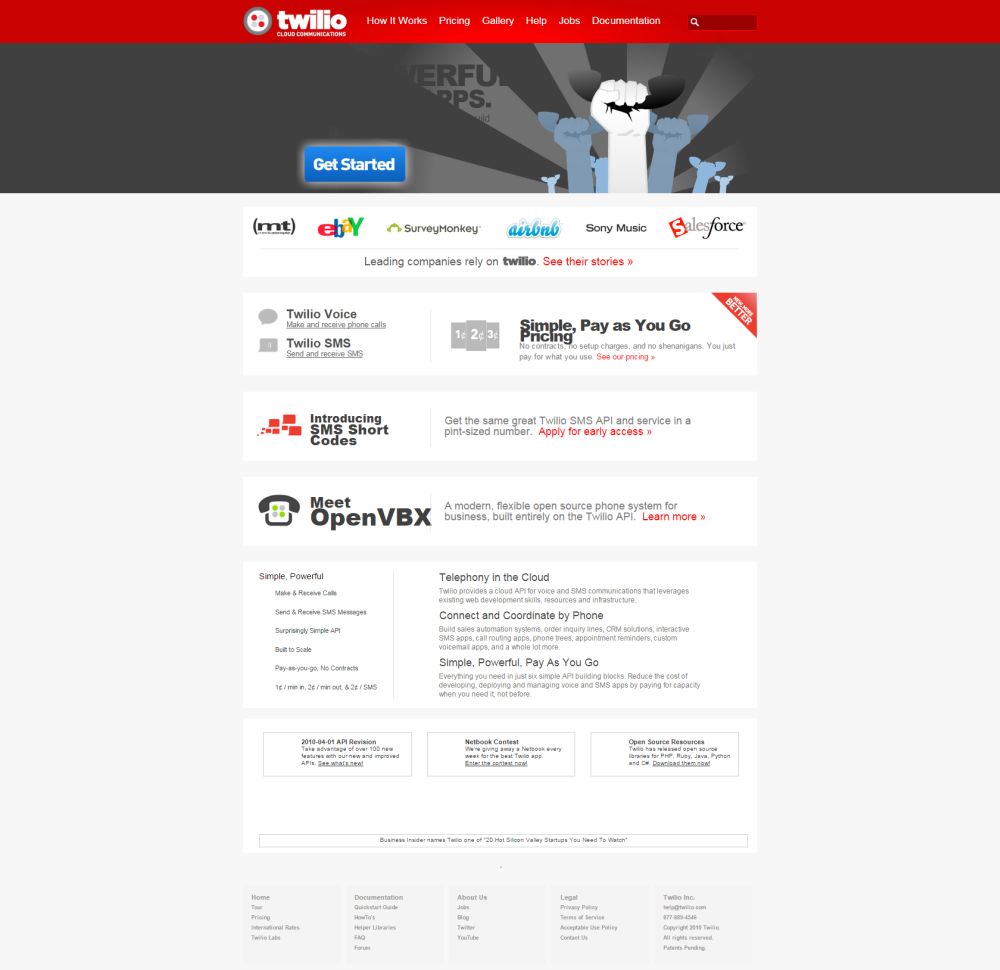 twilio
CLOUD COMMUNICATIONS
How It Works Pricing Gallery Help Jobs Documentation
Get Started
(mt) ebaY SurveyMonkey airbnb Sony Music salesforce
Leading companies rely on twilio. See their stories »
Twilio Voice
Make and receive phone calls
Twilio SMS
Send and receive SMS
1¢ 2¢ 3¢
Simple, Pay as You Go
Pricing
No contracts, no setup charges, and no shenanigans. You just
pay for what you use. See our pricing »
BETTER
Introducing
SMS Short
Codes
Get the same great Twilio SMS API and service in a
pint-sized number. Apply for early access »
Meet
OpenVBX
A modern, flexible open source phone system for
business, built entirely on the Twilio API. Learn more »
Simple, Powerful
Make & Receive Calls
Send & Receive SMS Messages
Surprisingly Simple API
Built to Scale
Pay-as-you-go, No Contracts
1¢ / min in, 2¢ / min out, & 2¢ / SMS
Telephony in the Cloud
Twilio provides a cloud API for voice and SMS communications that leverages
existing web development skills, resources and infrastructure.
Connect and Coordinate by Phone
Build sales automation systems, order inquiry lines, CRM solutions, interactive
SMS apps, call routing apps, phone trees, appointment reminders, custom
voicemail apps, and a whole lot more.
Simple, Powerful, Pay As You Go
Everything you need in just six simple API building blocks. Reduce the cost of
developing, deploying and managing voice and SMS apps by paying for capacity
when you need it, not before.
2010-04-01 API Revision
Take advantage of over 100 new
features with our new and improved
APIs. See what's new!
Netbook Contest
We're giving away a Netbook every
week for the best Twilio app.
Enter the contest now!
Open Source Resources
Twilio has released open source
libraries for PHP, Ruby, Java, Python
and C#. Download them now!
Business Insider names Twilio one of "20 Hot Silicon Valley Startups You Need To Watch"
Home
Tour
Pricing
International Rates
Twilio Labs
Documentation
Quickstart Guide
HowTo's
Helper Libraries
FAQ
Forum
About Us
Jobs
Blog
Twitter
YouTube
Legal
Privacy Policy
Terms of Service
Acceptable Use Policy
Contact Us
Twilio Inc.
help@twilio.com
877-889-4546
Copyright 2010 Twilio.
All rights reserved.
Patents Pending.